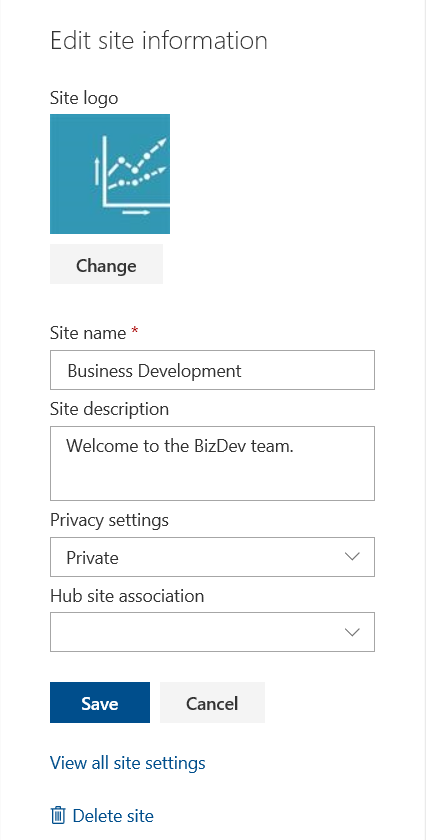 Edit site information
Site logo
Change
Site name *
Business Development
Site description
Welcome to the BizDev team.
Privacy settings
Private
Hub site association
Save Cancel
View all site settings
Delete site